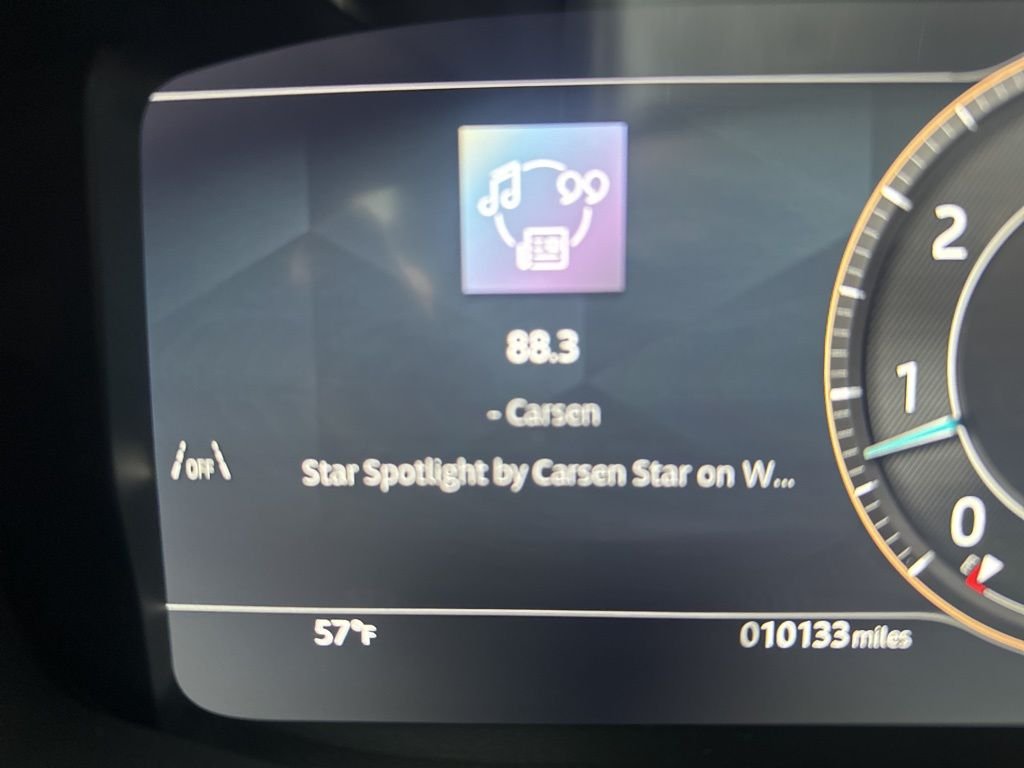 99
88.3
- Carsen
Star Spotlight by Carsen Star on W...
OFF
2
1
0
57°F
010133 miles